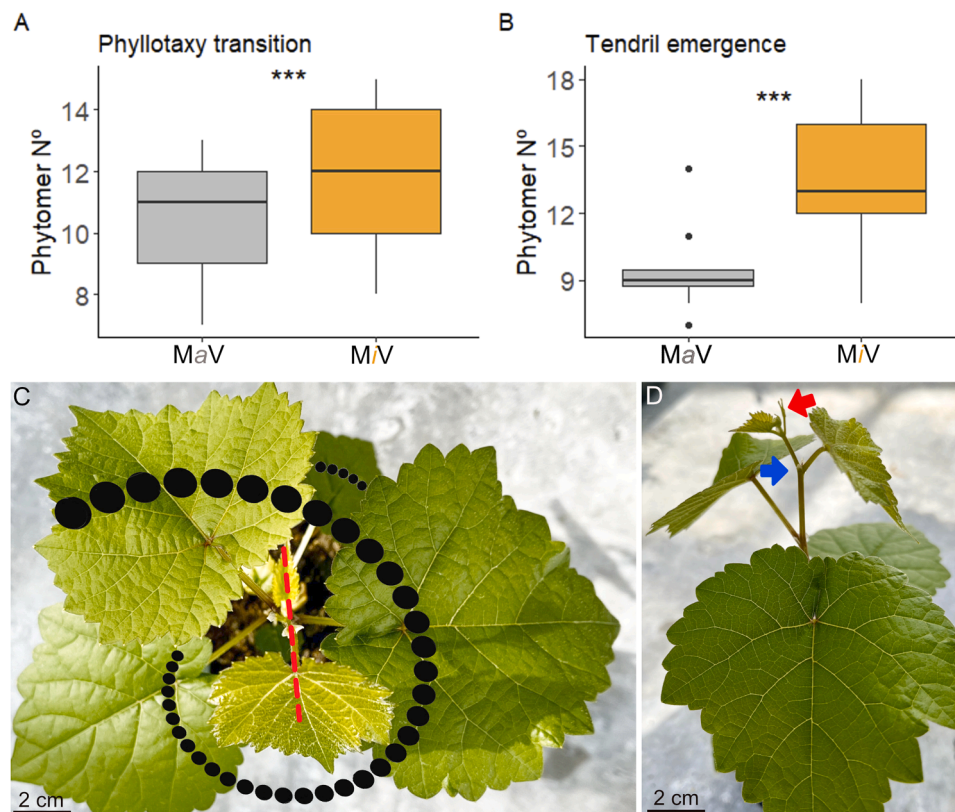 A
Phyllotaxy transition
***
Phytomer Nº
14
12
10
8
MaV
MiV
B
Tendril emergence
***
Phytomer Nº
18
15
12
9
MaV
MiV
C
2 cm
D
2 cm